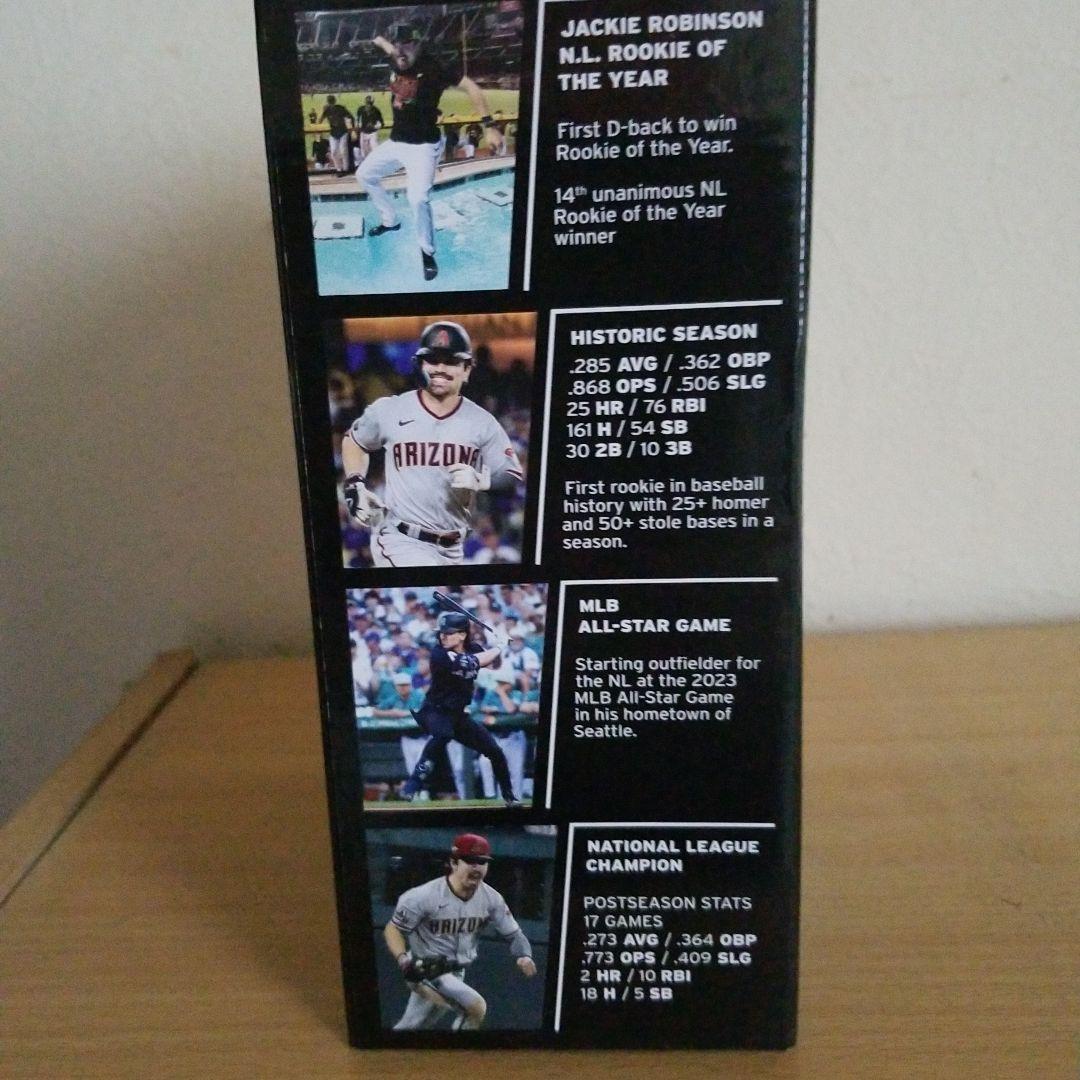 JACKIE ROBINSON
N.L. ROOKIE OF
THE YEAR
First D-back to win
Rookie of the Year.
14th unanimous NL
Rookie of the Year
winner
HISTORIC SEASON
.285 AVG / .362 OBP
.868 OPS / .506 SLG
25 HR / 76 RBI
161 H / 54 SB
30 2B / 10 3B
First rookie in baseball
history with 25+ homer
and 50+ stole bases in a
season.
ARIZONA
MLB
ALL-STAR GAME
Starting outfielder for
the NL at the 2023
MLB All-Star Game
in his hometown of
Seattle.
NATIONAL LEAGUE
CHAMPION
POSTSEASON STATS
17 GAMES
.273 AVG / .364 OBP
.773 OPS / .409 SLG
2 HR / 10 RBI
18 H / 5 SB
ARIZON